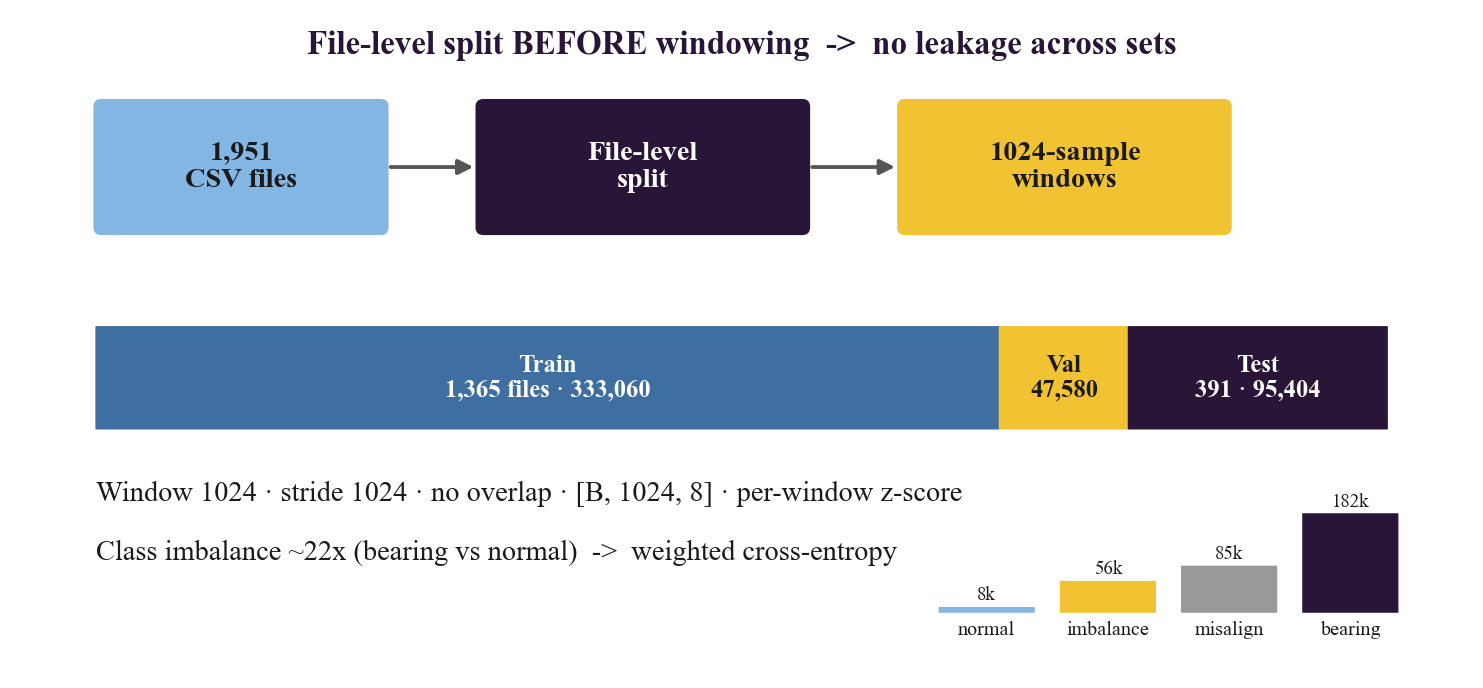 File-level split BEFORE windowing -> no leakage across sets
1,951
CSV files
File-level
split
1024-sample
windows
Train
1,365 files · 333,060
Val
47,580
Test
391 · 95,404
Window 1024 · stride 1024 · no overlap · [B, 1024, 8] · per-window z-score
Class imbalance ~22x (bearing vs normal) -> weighted cross-entropy
8k
56k
85k
182k
normal
imbalance
misalign
bearing